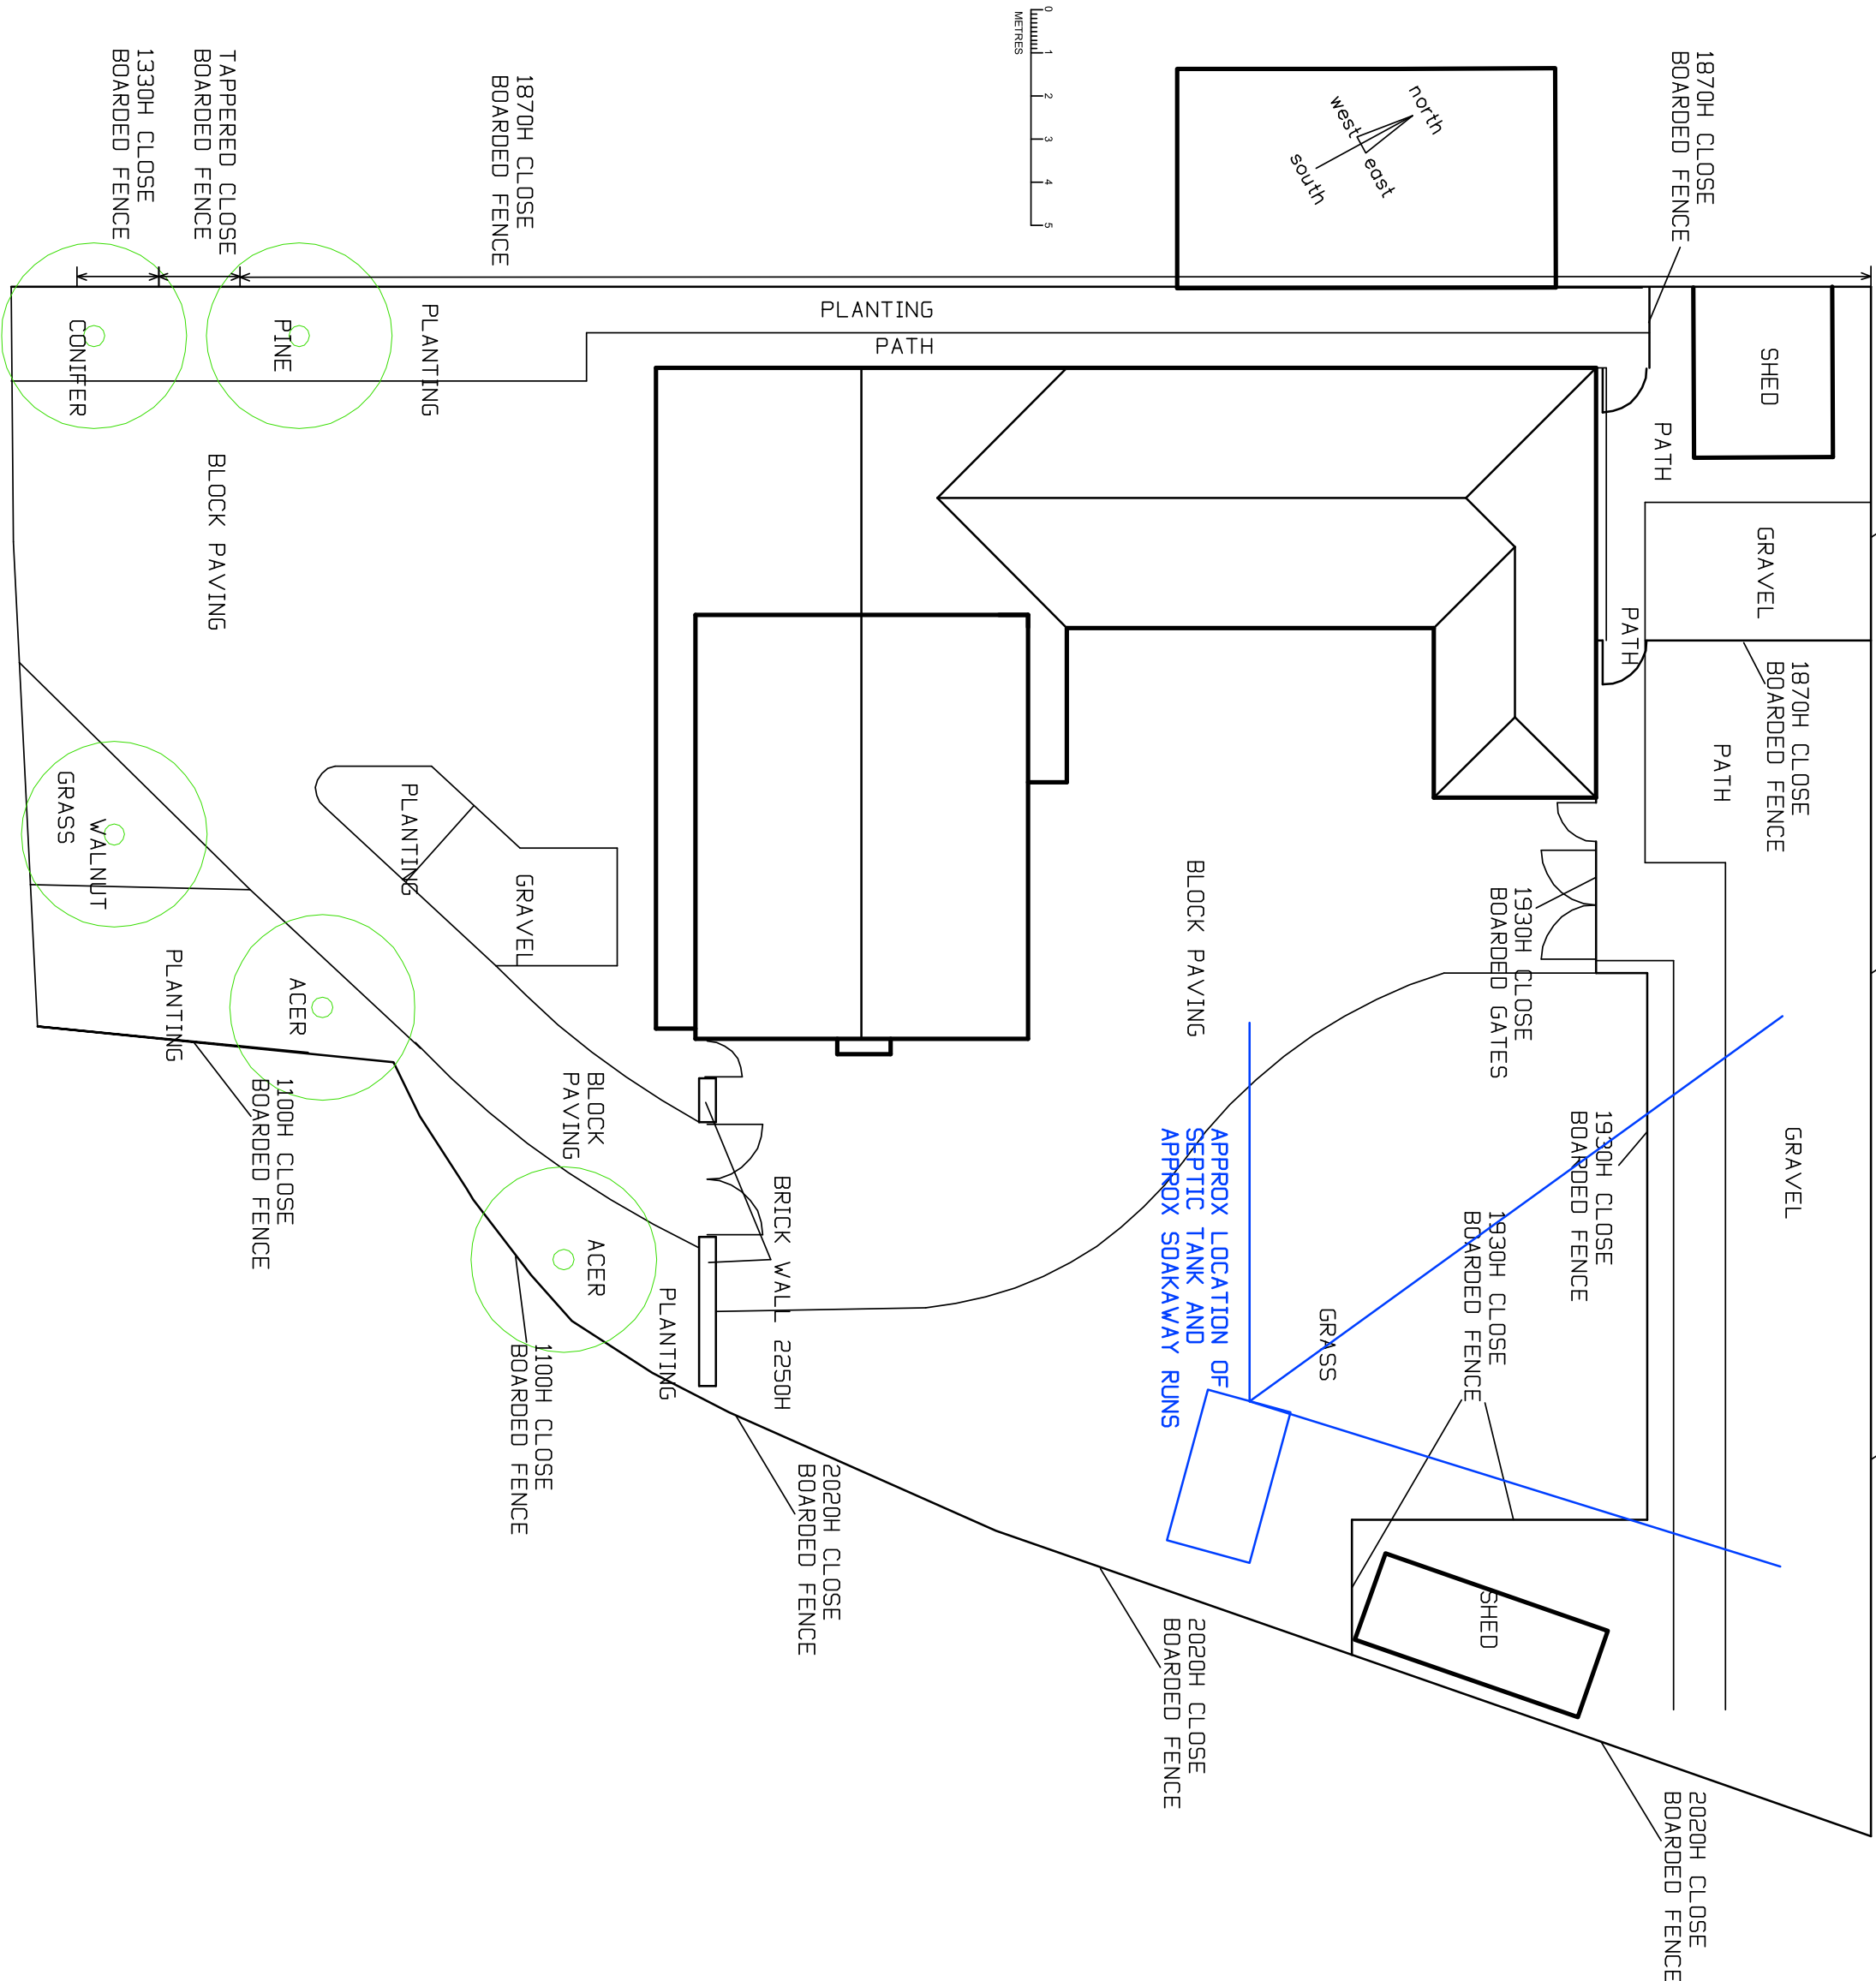 0 1 2 3 4 5
METRES
north
west
east
south
1870H CLOSE
BOARDED FENCE
1870H CLOSE
BOARDED FENCE
TAPPERED CLOSE
BOARDED FENCE
1330H CLOSE
BOARDED FENCE
SHED
PATH
GRAVEL
PATH
1870H CLOSE
BOARDED FENCE
PATH
PLANTING
PATH
PLANTING
PINE
CONIFER
BLOCK PAVING
GRASS
WALNUT
PLANTING
GRAVEL
PLANTING
ACER
1100H CLOSE
BOARDED FENCE
BLOCK
PAVING
ACER
PLANTING
1100H CLOSE
BOARDED FENCE
BRICK WALL 2250H
BLOCK PAVING
1930H CLOSE
BOARDED GATES
1930H CLOSE
BOARDED FENCE
1930H CLOSE
BOARDED FENCE
GRAVEL
GRASS
APPROX LOCATION OF
SEPTIC TANK AND
APPROX SOAKAWAY RUNS
SHED
2020H CLOSE
BOARDED FENCE
2020H CLOSE
BOARDED FENCE
2020H CLOSE
BOARDED FENCE